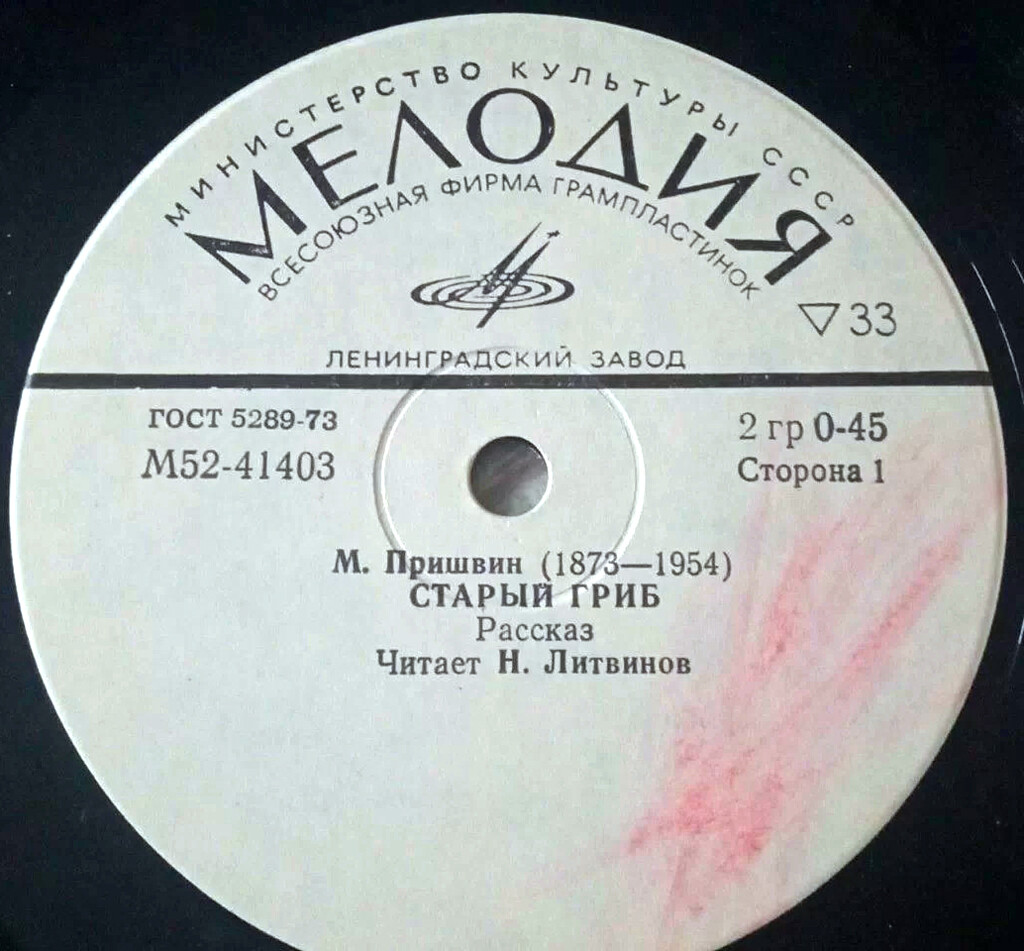 МИНИСТЕРСТВО КУЛЬТУРЫ СССР
МЕЛОДИЯ
ВСЕСОЮЗНАЯ ФИРМА ГРАМПЛАСТИНОК
▽33
ЛЕНИНГРАДСКИЙ ЗАВОД
ГОСТ 5289-73
2 гр 0-45
М52-41403
Сторона 1
М. Пришвин (1873—1954)
СТАРЫЙ ГРИБ
Рассказ
Читает Н. Литвинов